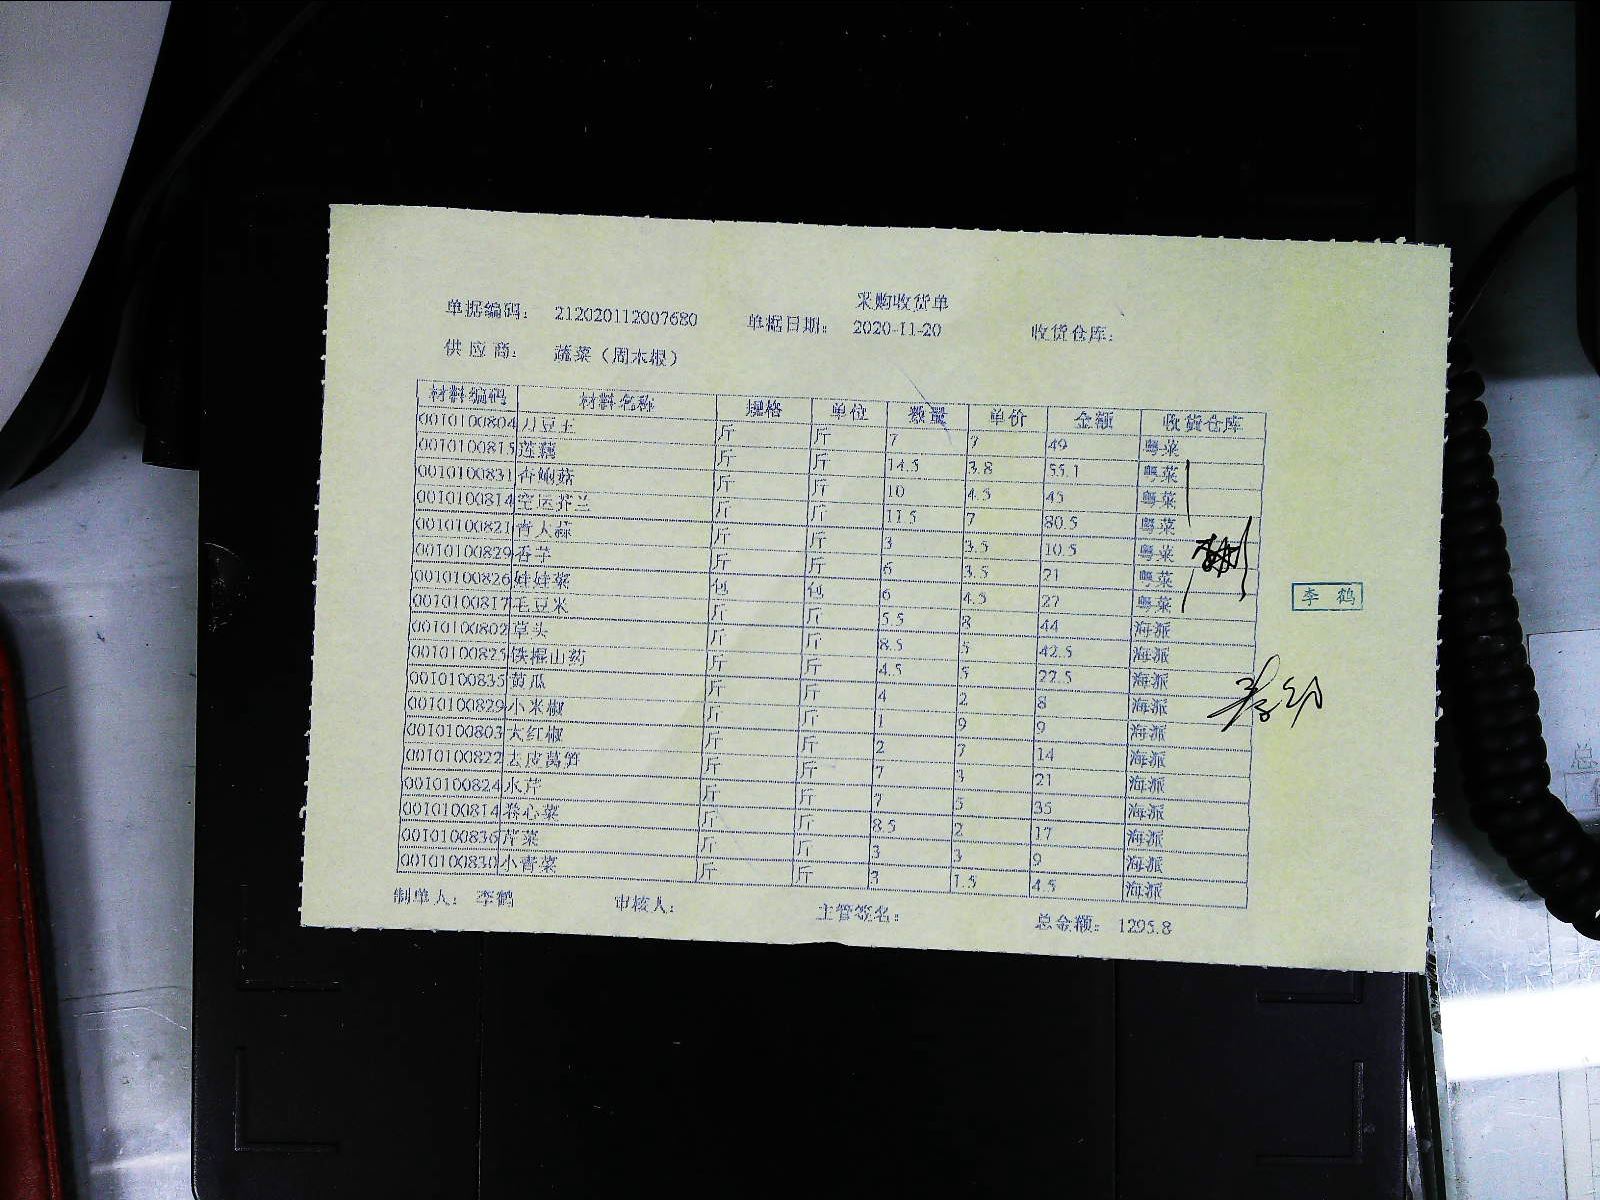 采购收货单
单据编码： 212020112007680 单据日期： 2020-11-20 收货仓库：
供 应 商： 蔬菜（周木根）
材料编码 材料名称 规格 单位 数量 单价 金额 收货仓库
0010100804 刀豆王 斤 斤 7 7 49 粤菜
0010100815 莲藕 斤 斤 14.5 3.8 55.1 粤菜
0010100831 杏鲍菇 斤 斤 10 4.5 45 粤菜
0010100814 空运芥兰 斤 斤 11.5 7 80.5 粤菜
0010100821 青大蒜 斤 斤 3 3.5 10.5 粤菜
0010100829 香芋 斤 斤 6 3.5 21 粤菜
0010100826 娃娃菜 包 包 6 4.5 27 粤菜
0010100817 毛豆米 斤 斤 5.5 8 44 海派
0010100802 草头 斤 斤 8.5 5 42.5 海派
0010100825 铁棍山药 斤 斤 4.5 5 22.5 海派
0010100835 黄瓜 斤 斤 4 2 8 海派
0010100829 小米椒 斤 斤 1 9 9 海派
0010100803 大红椒 斤 斤 2 7 14 海派
0010100822 去皮莴笋 斤 斤 7 3 21 海派
0010100824 水芹 斤 斤 7 5 35 海派
0010100814 卷心菜 斤 斤 8.5 2 17 海派
0010100836 芹菜 斤 斤 3 3 9 海派
0010100830 小青菜 斤 斤 3 1.5 4.5 海派
制单人： 李鹤 审核人： 主管签名： 总金额： 1295.8
李 鹤
总